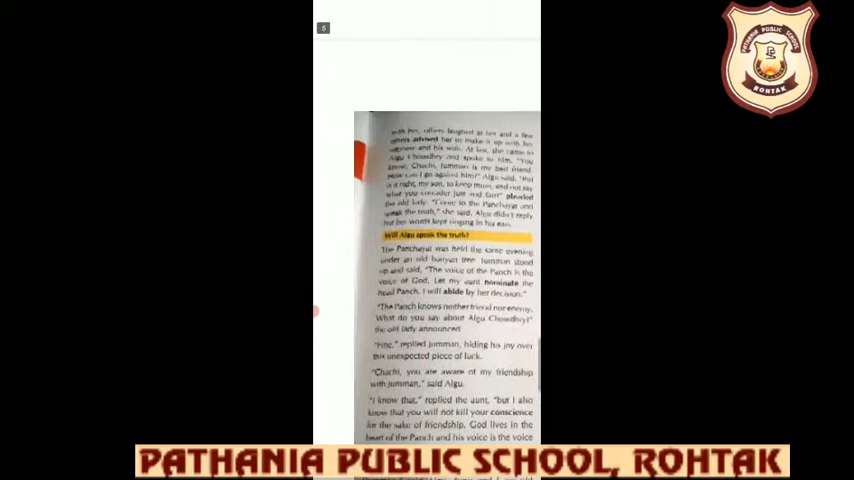 5
PATHANIA PUBLIC SCHOOL
ROHTAK
with her, others laughed at her and a few
others advised her to make it up with her
nephew and his wife. At last, she came to
Algu Chowdhry and spoke to him. "You
know, Chachi, Jumman is my best friend.
How can I go against him?" Algu said. "But
is it right, my son, to keep mum, and not say
what you consider just and fair?" pleaded
the old lady. "Come to the Panchayat and
speak the truth," she said. Algu didn't reply
but her words kept ringing in his ears.
Will Algu speak the truth?
The Panchayat was held the same evening
under an old banyan tree. Jumman stood
up and said, "The voice of the Panch is the
voice of God. Let my aunt nominate the
head Panch. I will abide by her decision."
"The Panch knows neither friend nor enemy.
What do you say about Algu Chowdhry?"
the old lady announced
"Fine," replied Jumman, hiding his joy over
this unexpected piece of luck.
"Chachi, you are aware of my friendship
with Jumman," said Algu.
"I know that," replied the aunt, "but I also
know that you will not kill your conscience
for the sake of friendship. God lives in the
heart of the Panch and his voice is the voice
PATHANIA PUBLIC SCHOOL, ROHTAK